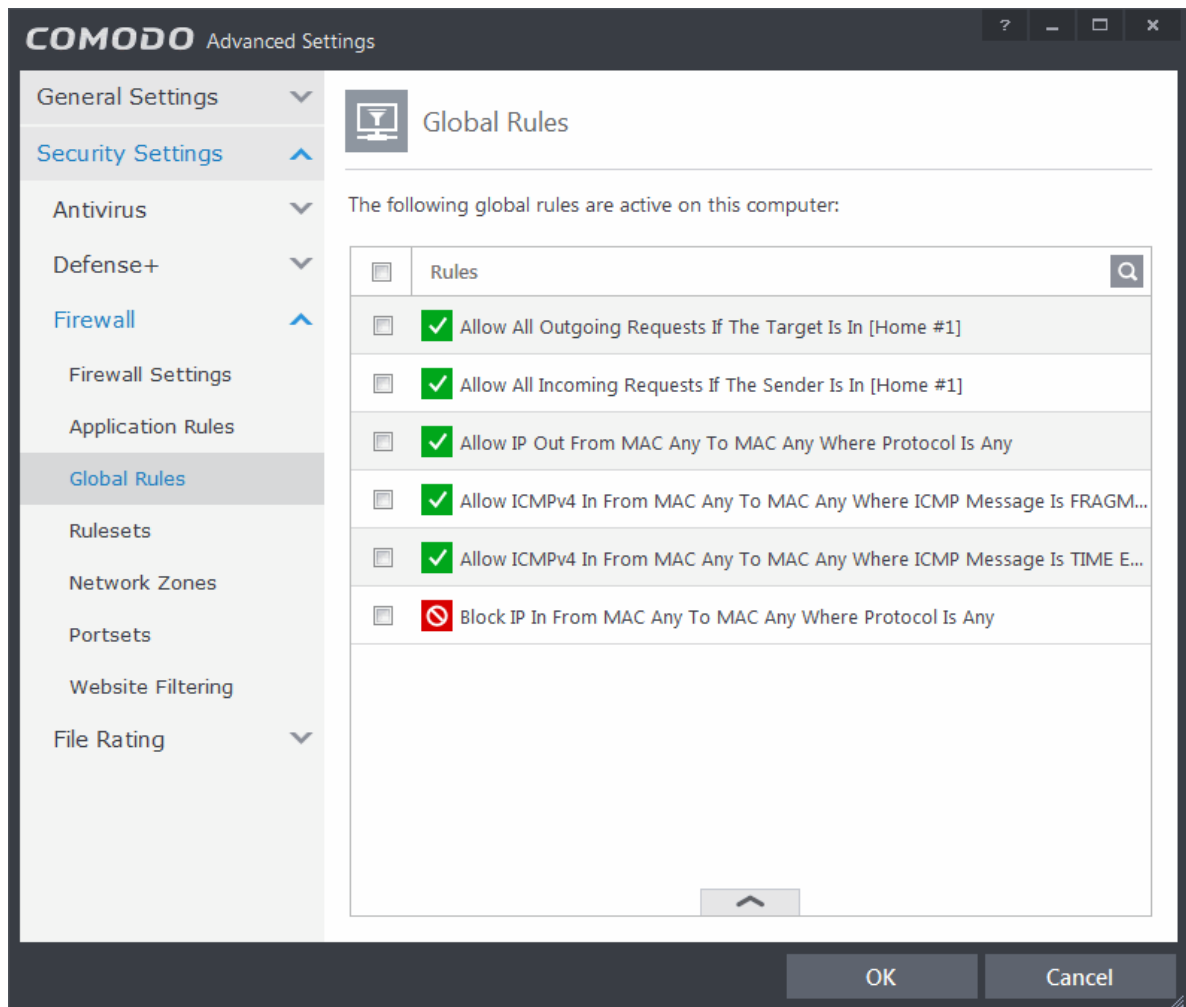 COMODO Advanced Settings
?
General Settings
Security Settings
Antivirus
Defense+
Firewall
Firewall Settings
Application Rules
Global Rules
Rulesets
Network Zones
Portsets
Website Filtering
File Rating
Global Rules
The following global rules are active on this computer:
Rules
Allow All Outgoing Requests If The Target Is In [Home #1]
Allow All Incoming Requests If The Sender Is In [Home #1]
Allow IP Out From MAC Any To MAC Any Where Protocol Is Any
Allow ICMPv4 In From MAC Any To MAC Any Where ICMP Message Is FRAGM...
Allow ICMPv4 In From MAC Any To MAC Any Where ICMP Message Is TIME E...
Block IP In From MAC Any To MAC Any Where Protocol Is Any
OK
Cancel